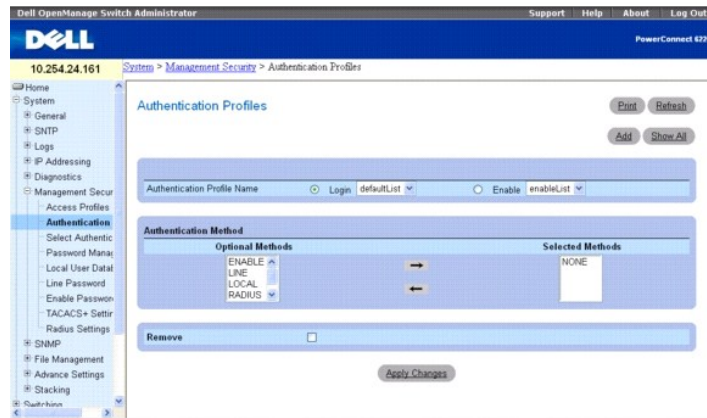 Dell OpenManage Switch Administrator Support Help About Log Out
DELL
PowerConnect 622
10.254.24.161
System > Management Security > Authentication Profiles
Home
System
General
SNTP
Logs
IP Addressing
Diagnostics
Management Secur
Access Profiles
Authentication
Select Authentic
Password Manag
Local User Datab
Line Password
Enable Passwor
TACACS+ Settin
Radius Settings
SNMP
File Management
Advance Settings
Stacking
Switching
Authentication Profiles
Print Refresh
Add Show All
Authentication Profile Name Login defaultList Enable enableList
Authentication Method
Optional Methods Selected Methods
ENABLE
LINE
LOCAL
RADIUS
NONE
Remove
Apply Changes